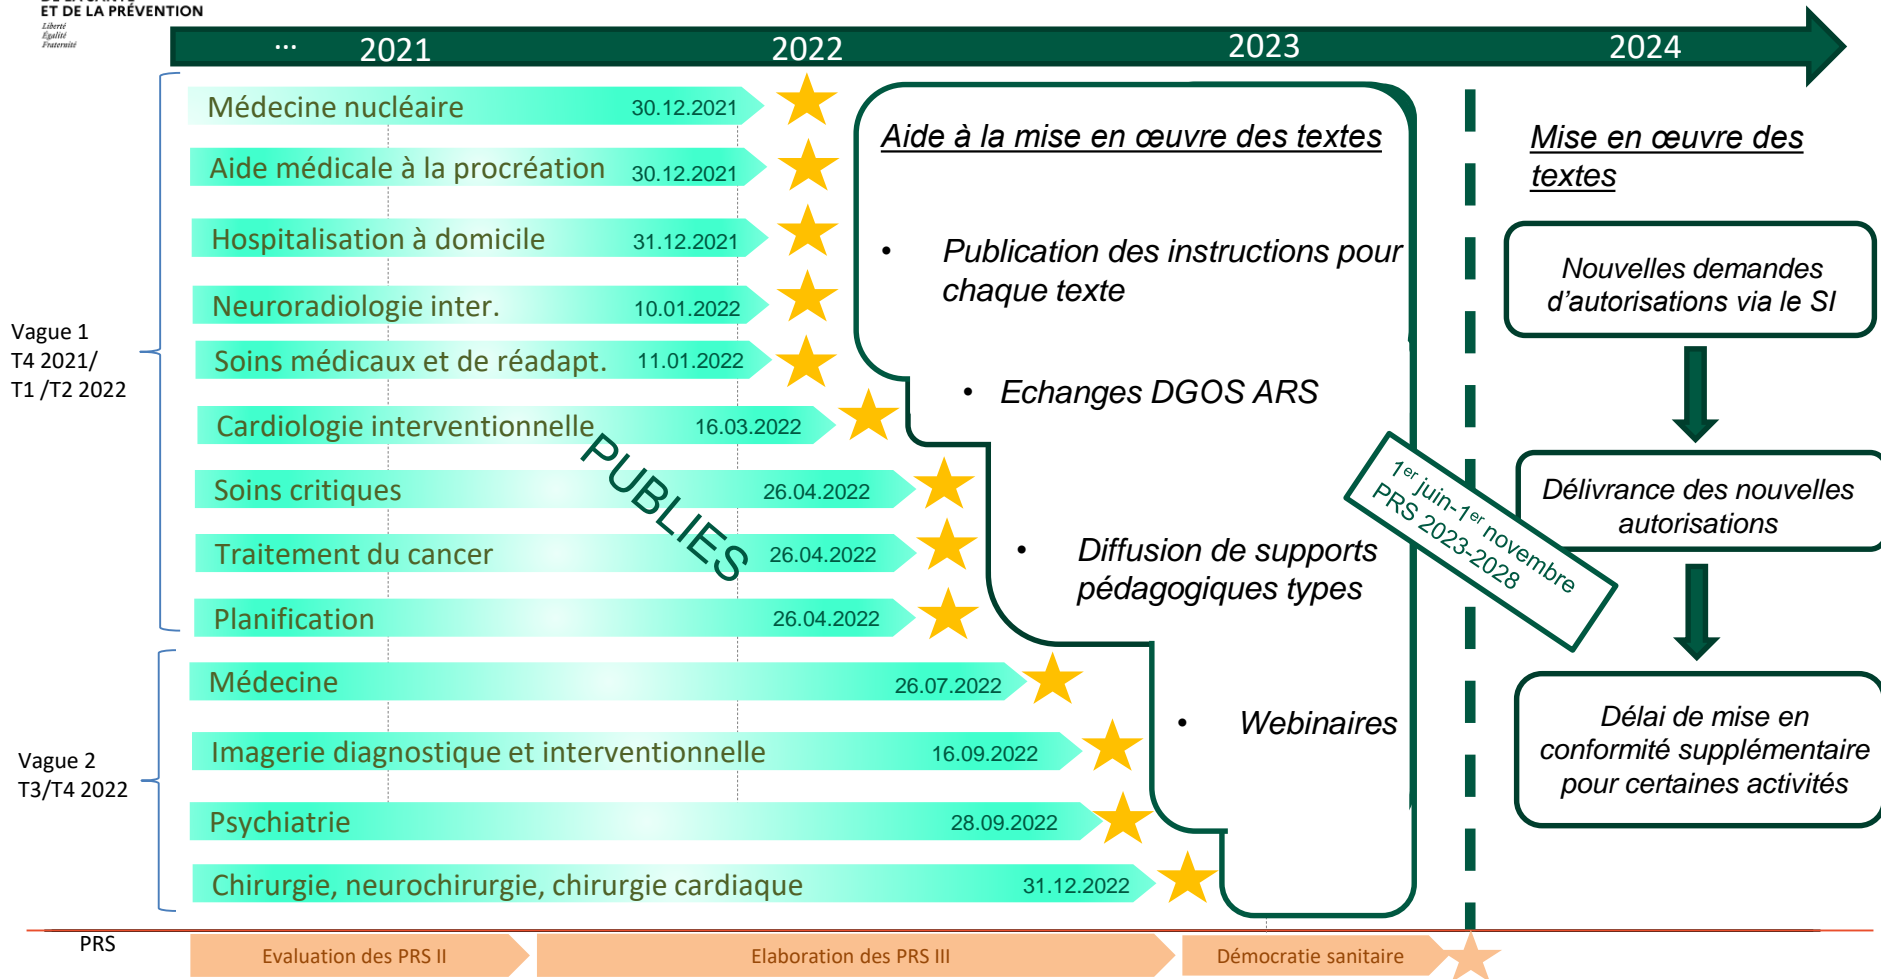 ET DE LA PRÉVENTION
Liberté
Égalité
Fraternité
... 2021 2022 2023 2024
Vague 1
T4 2021/
T1 /T2 2022
Médecine nucléaire 30.12.2021
Aide médicale à la procréation 30.12.2021
Hospitalisation à domicile 31.12.2021
Neuroradiologie inter. 10.01.2022
Soins médicaux et de réadapt. 11.01.2022
Cardiologie interventionnelle 16.03.2022
Soins critiques 26.04.2022
Traitement du cancer 26.04.2022
Planification 26.04.2022
PUBLIES
Vague 2
T3/T4 2022
Médecine 26.07.2022
Imagerie diagnostique et interventionnelle 16.09.2022
Psychiatrie 28.09.2022
Chirurgie, neurochirurgie, chirurgie cardiaque 31.12.2022
Aide à la mise en œuvre des textes
• Publication des instructions pour
chaque texte
• Echanges DGOS ARS
• Diffusion de supports
pédagogiques types
• Webinaires
1er juin-1er novembre
PRS 2023-2028
Mise en œuvre des
textes
Nouvelles demandes
d'autorisations via le SI
Délivrance des nouvelles
autorisations
Délai de mise en
conformité supplémentaire
pour certaines activités
PRS
Evaluation des PRS II
Elaboration des PRS III
Démocratie sanitaire